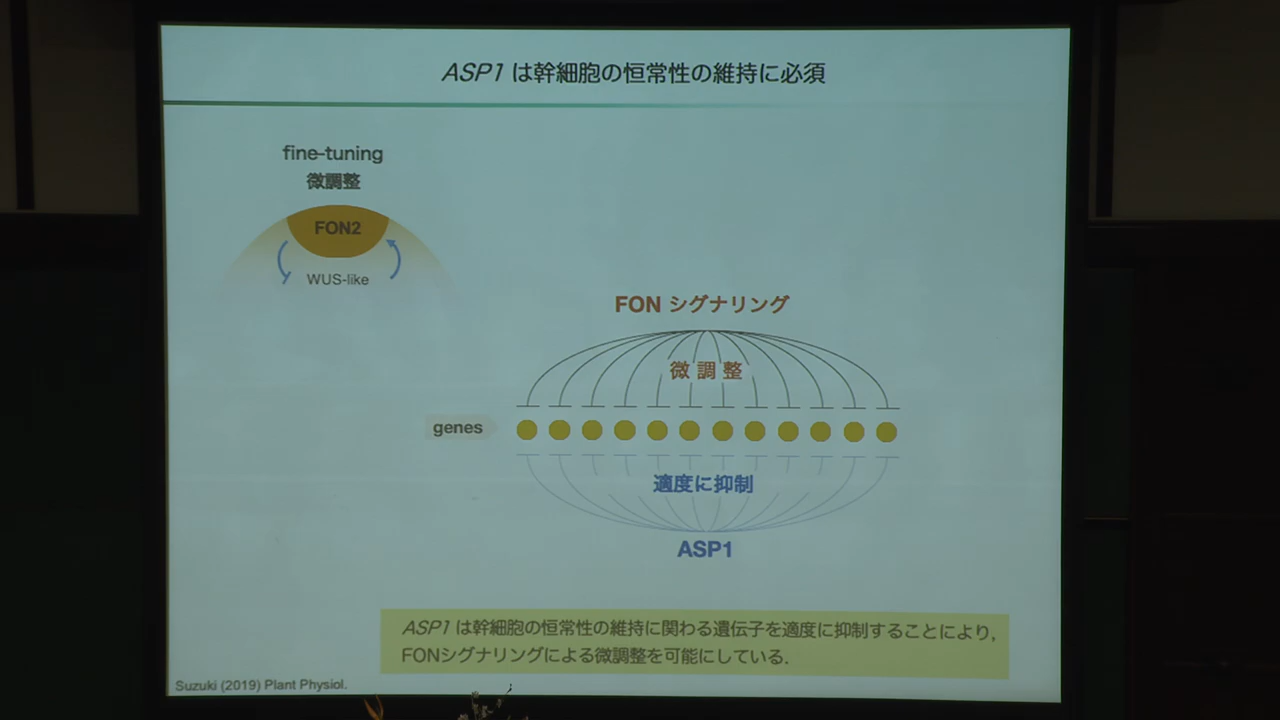 ASP1 は幹細胞の恒常性の維持に必須
fine-tuning
微調整
FON2
WUS-like
FON シグナリング
微 調 整
genes
適度に抑制
ASP1
ASP1 は幹細胞の恒常性の維持に関わる遺伝子を適度に抑制することにより,
FONシグナリングによる微調整を可能にしている.
Suzuki (2019) Plant Physiol.